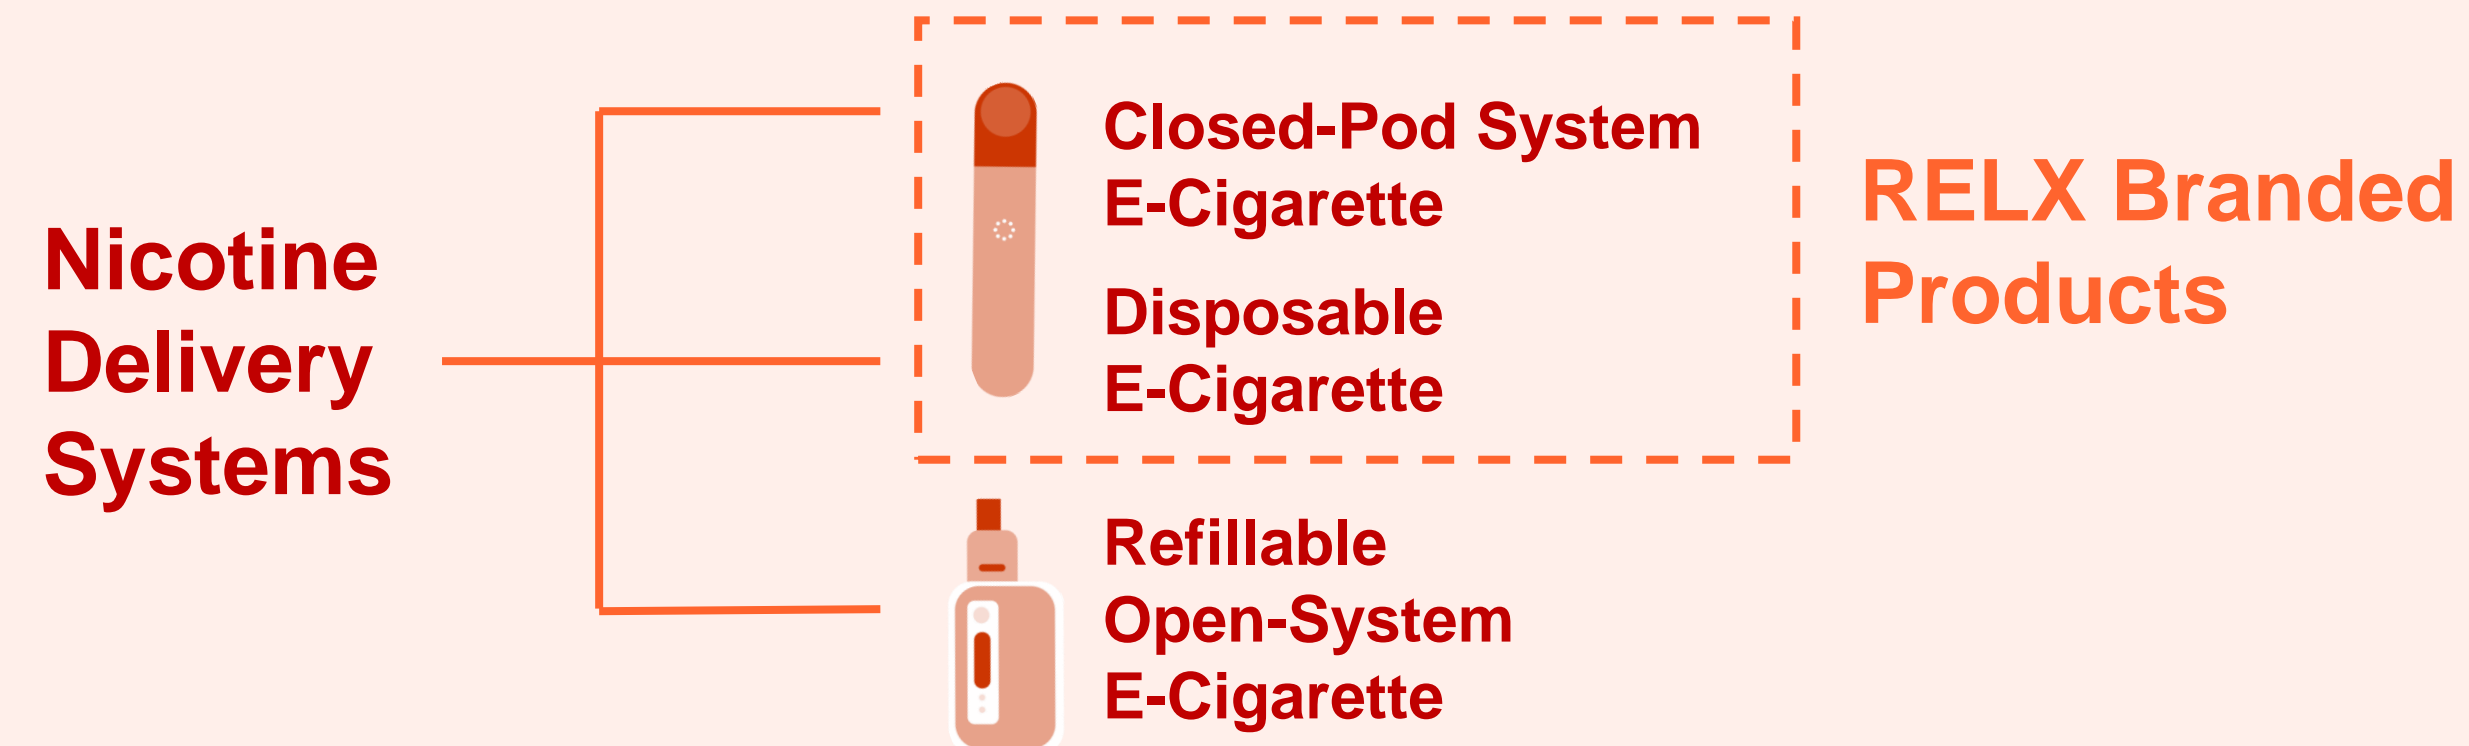 Nicotine
Delivery
Systems
Closed-Pod System
E-Cigarette
Disposable
E-Cigarette
Refillable
Open-System
E-Cigarette
RELX Branded
Products